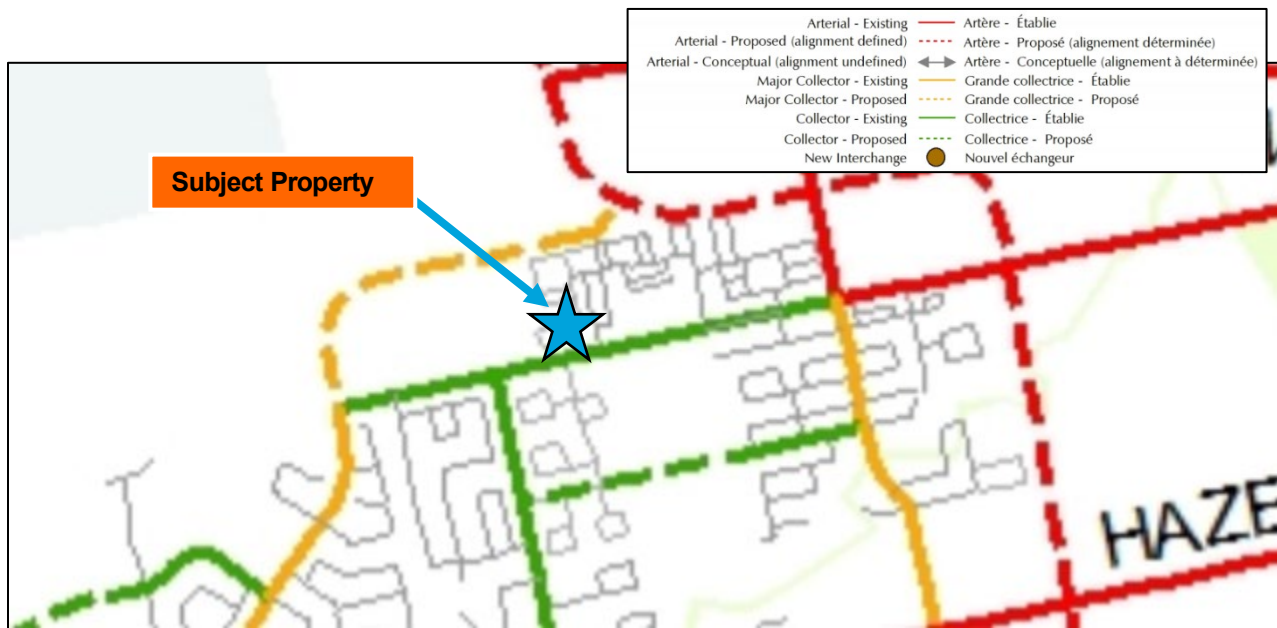 Arterial - Existing Artère - Établie
Arterial - Proposed (alignment defined) Artère - Proposé (alignement déterminée)
Arterial - Conceptual (alignment undefined) Artère - Conceptuelle (alignement à déterminée)
Major Collector - Existing Grande collectrice - Établie
Major Collector - Proposed Grande collectrice - Proposé
Collector - Existing Collectrice - Établie
Collector - Proposed Collectrice - Proposé
New Interchange Nouvel échangeur
Subject Property
HAZE